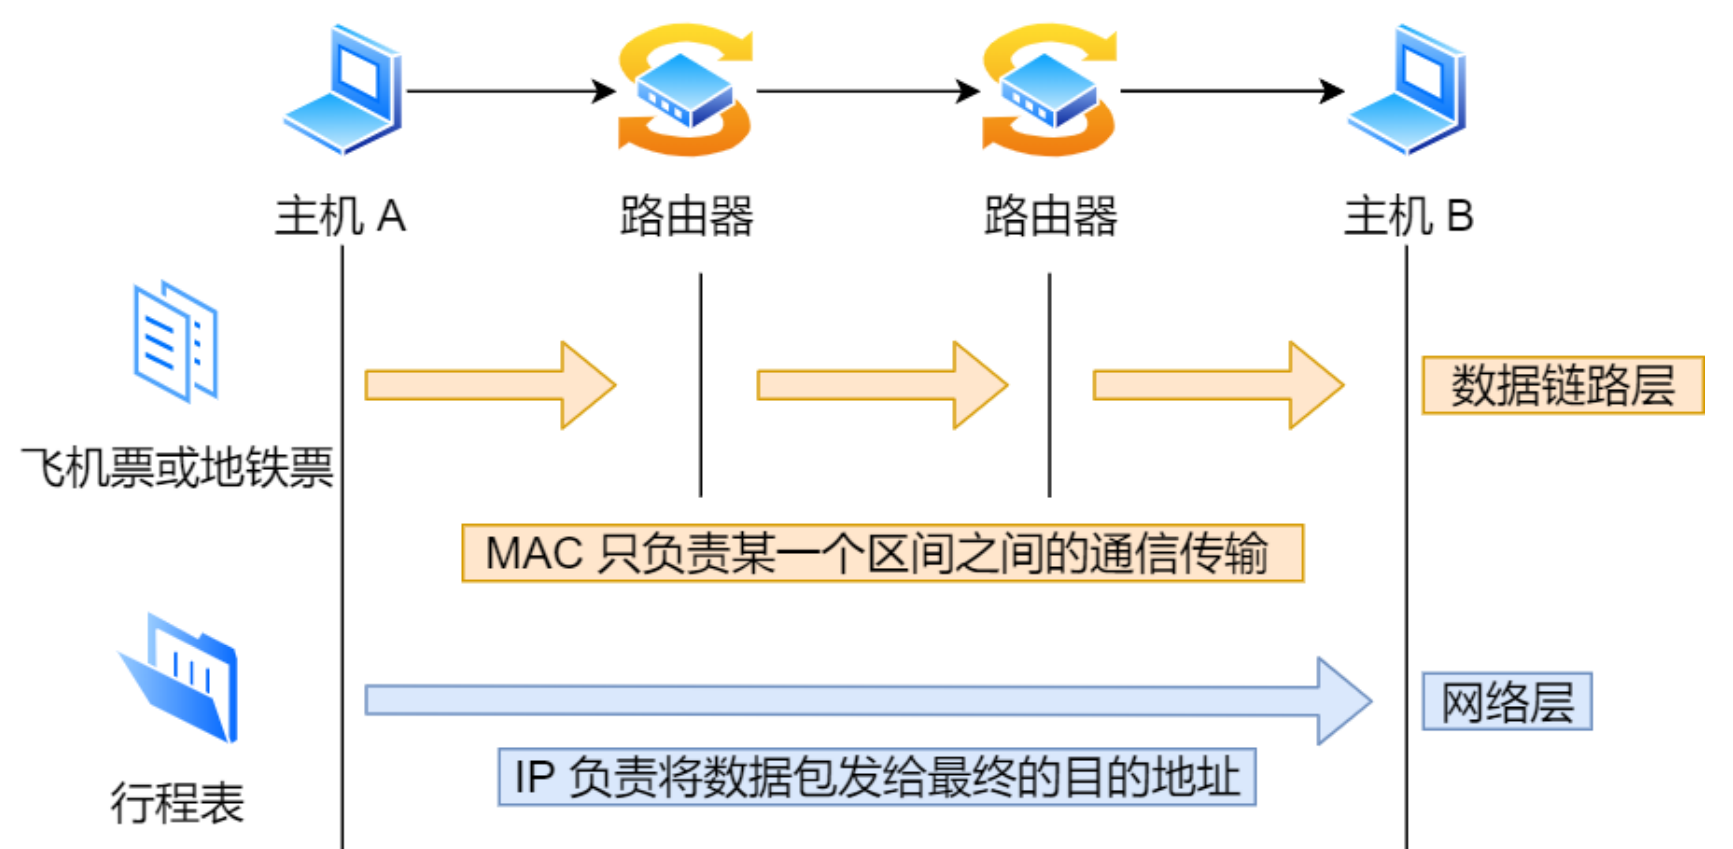 主机 A
路由器
路由器
主机 B
飞机票或地铁票
数据链路层
MAC 只负责某一个区间之间的通信传输
行程表
网络层
IP 负责将数据包发给最终的目的地址